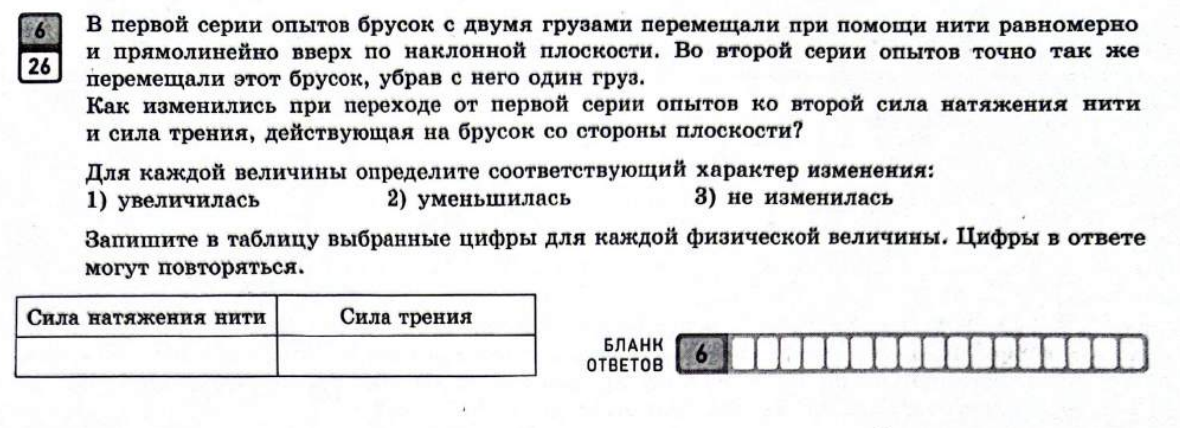 6
26
В первой серии опытов брусок с двумя грузами перемещали при помощи нити равномерно
и прямолинейно вверх по наклонной плоскости. Во второй серии опытов точно так же
перемещали этот брусок, убрав с него один груз.
Как изменились при переходе от первой серии опытов ко второй сила натяжения нити
и сила трения, действующая на брусок со стороны плоскости?
Для каждой величины определите соответствующий характер изменения:
1) увеличилась 2) уменьшилась 3) не изменилась
Запишите в таблицу выбранные цифры для каждой физической величины. Цифры в ответе
могут повторяться.
Сила натяжения нити Сила трения
БЛАНК
ОТВЕТОВ 6